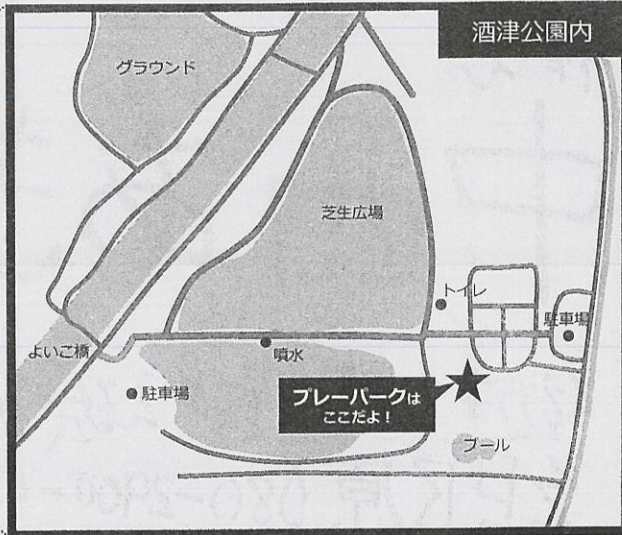 酒津公園内
グラウンド
芝生広場
トイレ
駐車場
よいこ橋
噴水
駐車場
プレーパークは
ここだよ!
プール